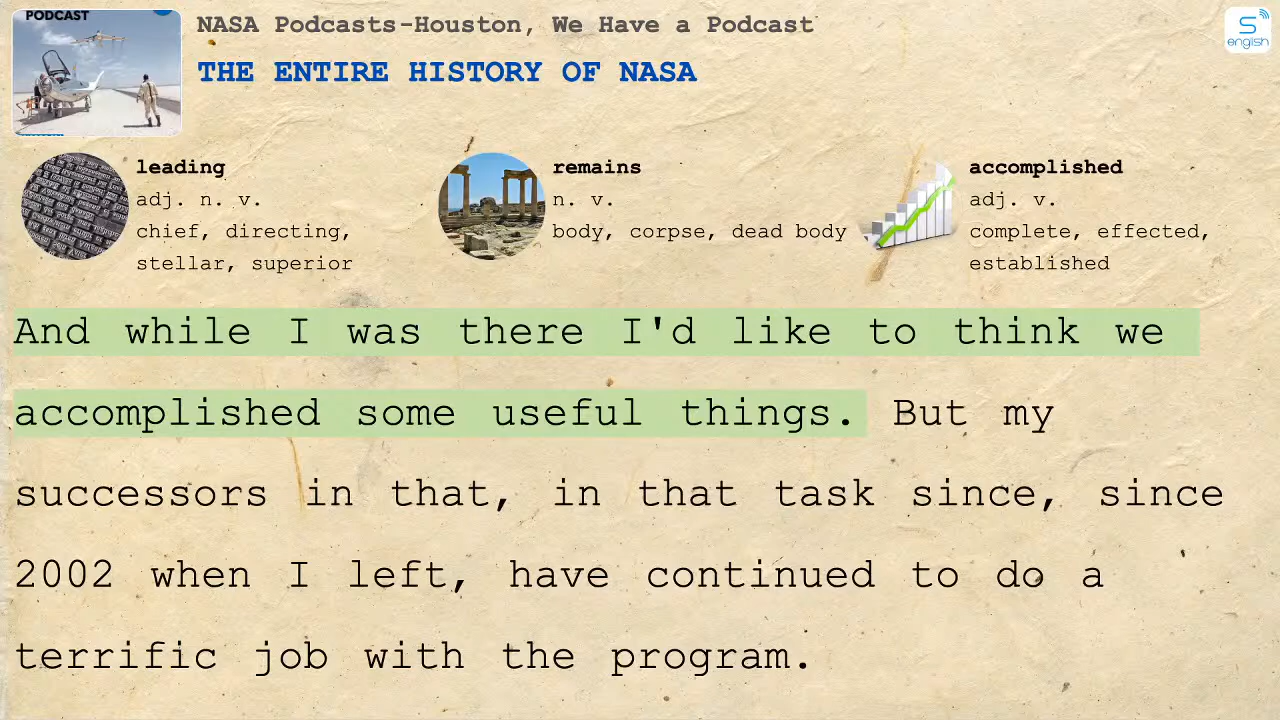 PODCAST
NASA Podcasts-Houston, We Have a Podcast
THE ENTIRE HISTORY OF NASA
S
english
leading
adj. n. v.
chief, directing,
stellar, superior
remains
n. v.
body, corpse, dead body
accomplished
adj. v.
complete, effected,
established
And while I was there I'd like to think we
accomplished some useful things. But my
successors in that, in that task since, since
2002 when I left, have continued to do a
terrific job with the program.